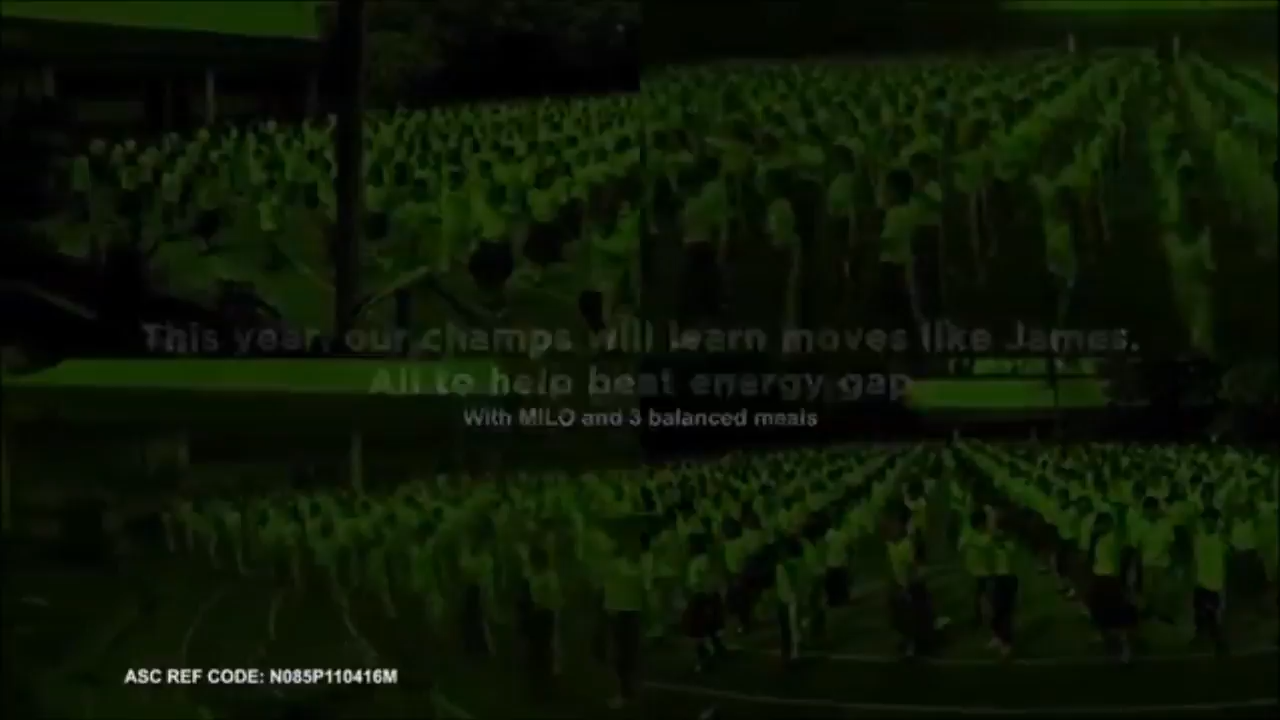 This year, our champs will learn moves like James.
All to help beat energy gap
With MILO and 3 balanced meals
ASC REF CODE: N085P110416M